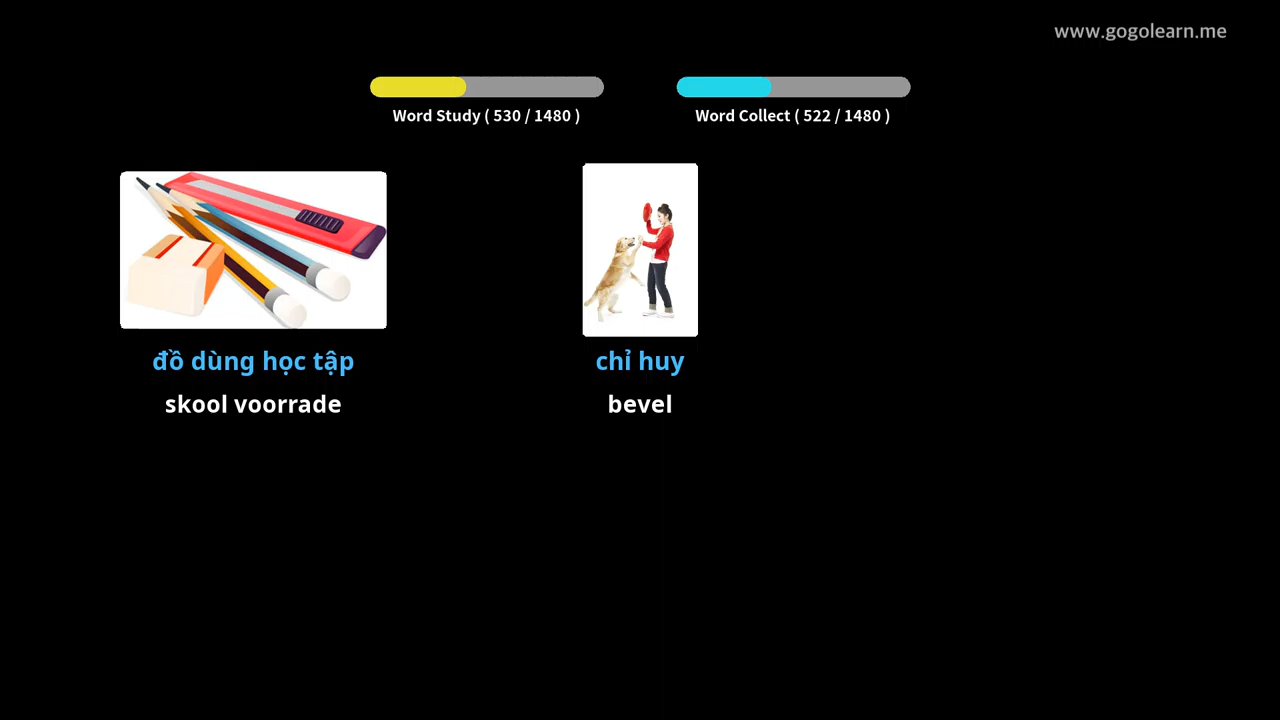 www.gogolearn.me
Word Study ( 530 / 1480 )
Word Collect ( 522 / 1480 )
đồ dùng học tập
skool voorrade
chỉ huy
bevel